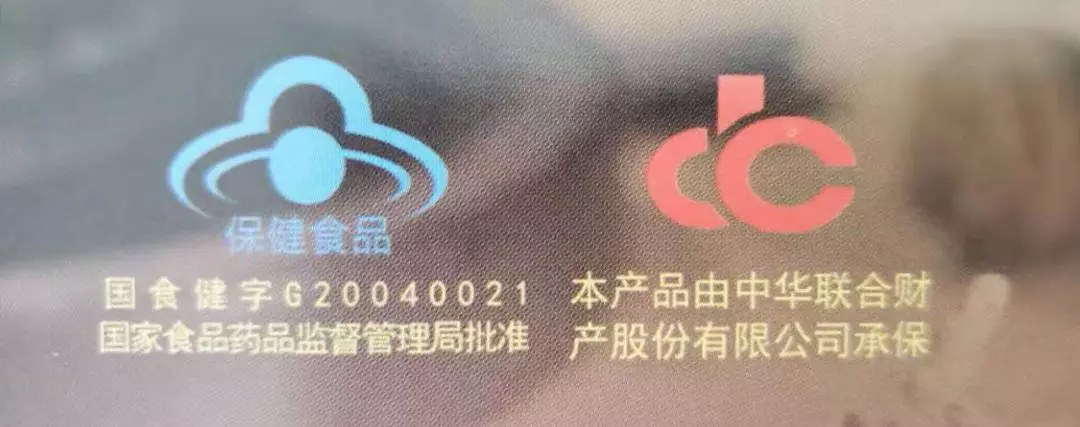 保健食品
国食健字G20040021
国家食品药品监督管理局批准
本产品由中华联合财
产股份有限公司承保